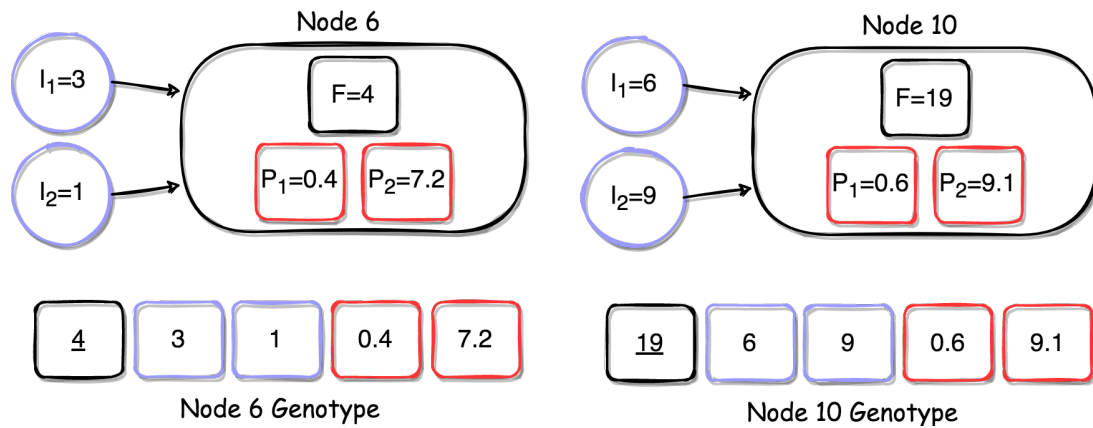 Node 6
I₁=3
F=4
P₁=0.4
P₂=7.2
I₂=1
4
3
1
0.4
7.2
Node 6 Genotype
Node 10
I₁=6
F=19
P₁=0.6
P₂=9.1
I₂=9
19
6
9
0.6
9.1
Node 10 Genotype